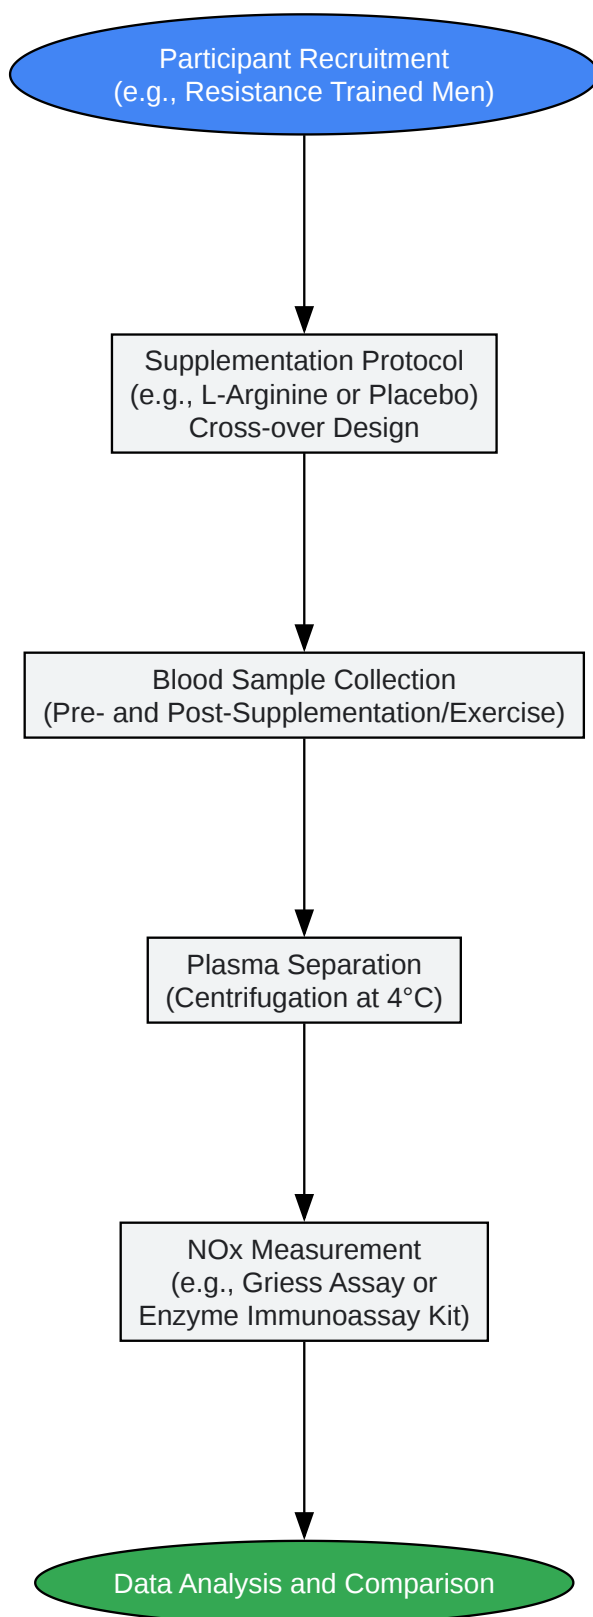 Participant Recruitment
(e.g., Resistance Trained Men)
Supplementation Protocol
(e.g., L-Arginine or Placebo)
Cross-over Design
Blood Sample Collection
(Pre- and Post-Supplementation/Exercise)
Plasma Separation
(Centrifugation at 4°C)
NOx Measurement
(e.g., Griess Assay or
Enzyme Immunoassay Kit)
Data Analysis and Comparison